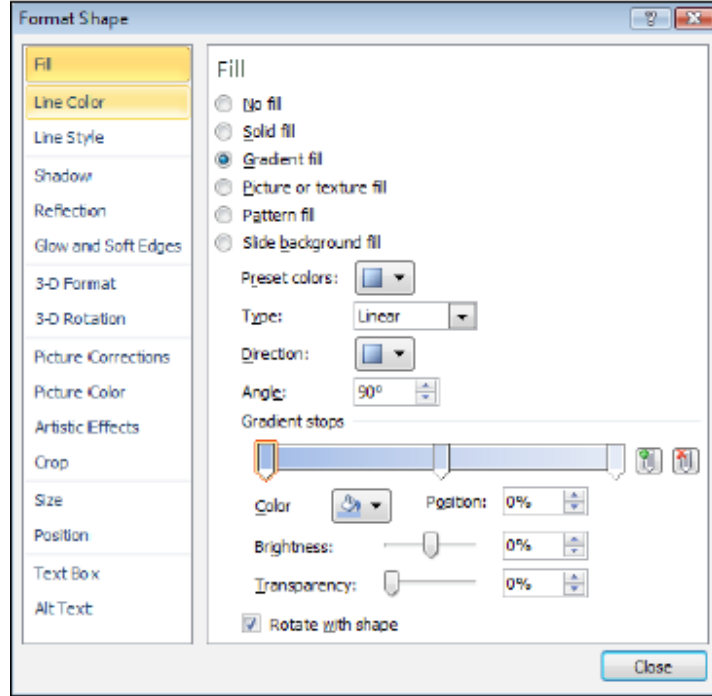 Format Shape
Fill
Line Color
Line Style
Shadow
Reflection
Glow and Soft Edges
3-D Format
3-D Rotation
Picture Corrections
Picture Color
Artistic Effects
Crop
Size
Position
Text Box
Alt Text
Fill
No fill
Solid fill
Gradient fill
Picture or texture fill
Pattern fill
Slide background fill
Preset colors:
Type: Linear
Direction:
Angle: 90°
Gradient stops
Color Position: 0%
Brightness: 0%
Transparency: 0%
Rotate with shape
Close